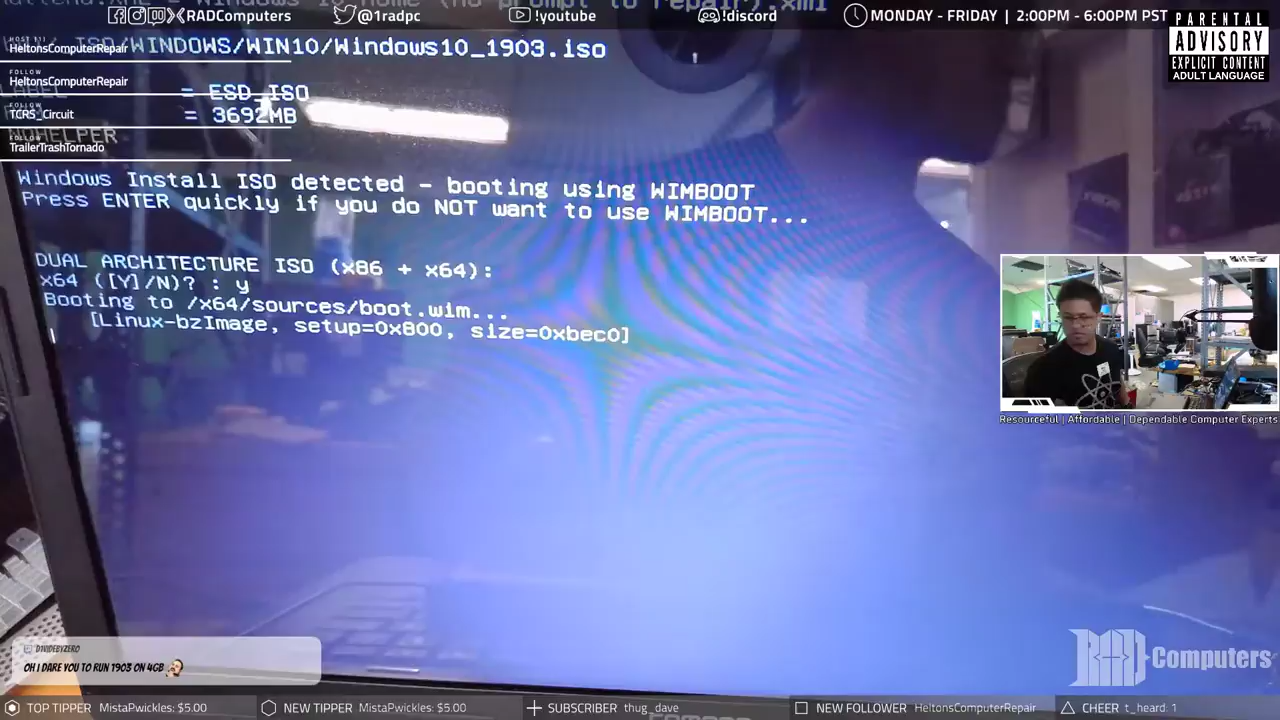 RADComputers @1radpc !youtube !discord MONDAY - FRIDAY | 2:00PM - 6:00PM PST
PARENTAL
ADVISORY
EXPLICIT CONTENT
ADULT LANGUAGE
ISO/WINDOWS/WIN10/Windows10_1903.iso
HeltonsComputerRepair
FOLLOW
HeltonsComputerRepair
= ESD_ISO
FOLLOW
TCRS_Circuit
= 3692MB
FOLLOW
TrailerTrashTornado
Windows Install ISO detected - booting using WIMBOOT
Press ENTER quickly if you do NOT want to use WIMBOOT...
DUAL ARCHITECTURE ISO (x86 + x64):
x64 ([Y]/N)? : y
Booting to /x64/sources/boot.wim...
[Linux-bzImage, setup=0x800, size=0xbec0]
Resourceful | Affordable | Dependable Computer Experts
D1V1DEBYZERO
OH I DARE YOU TO RUN 1903 ON 4GB
RAD Computers
TOP TIPPER MistaPwickles: $5.00 NEW TIPPER MistaPwickles: $5.00 SUBSCRIBER thug_dave NEW FOLLOWER HeltonsComputerRepair CHEER t_heard: 1